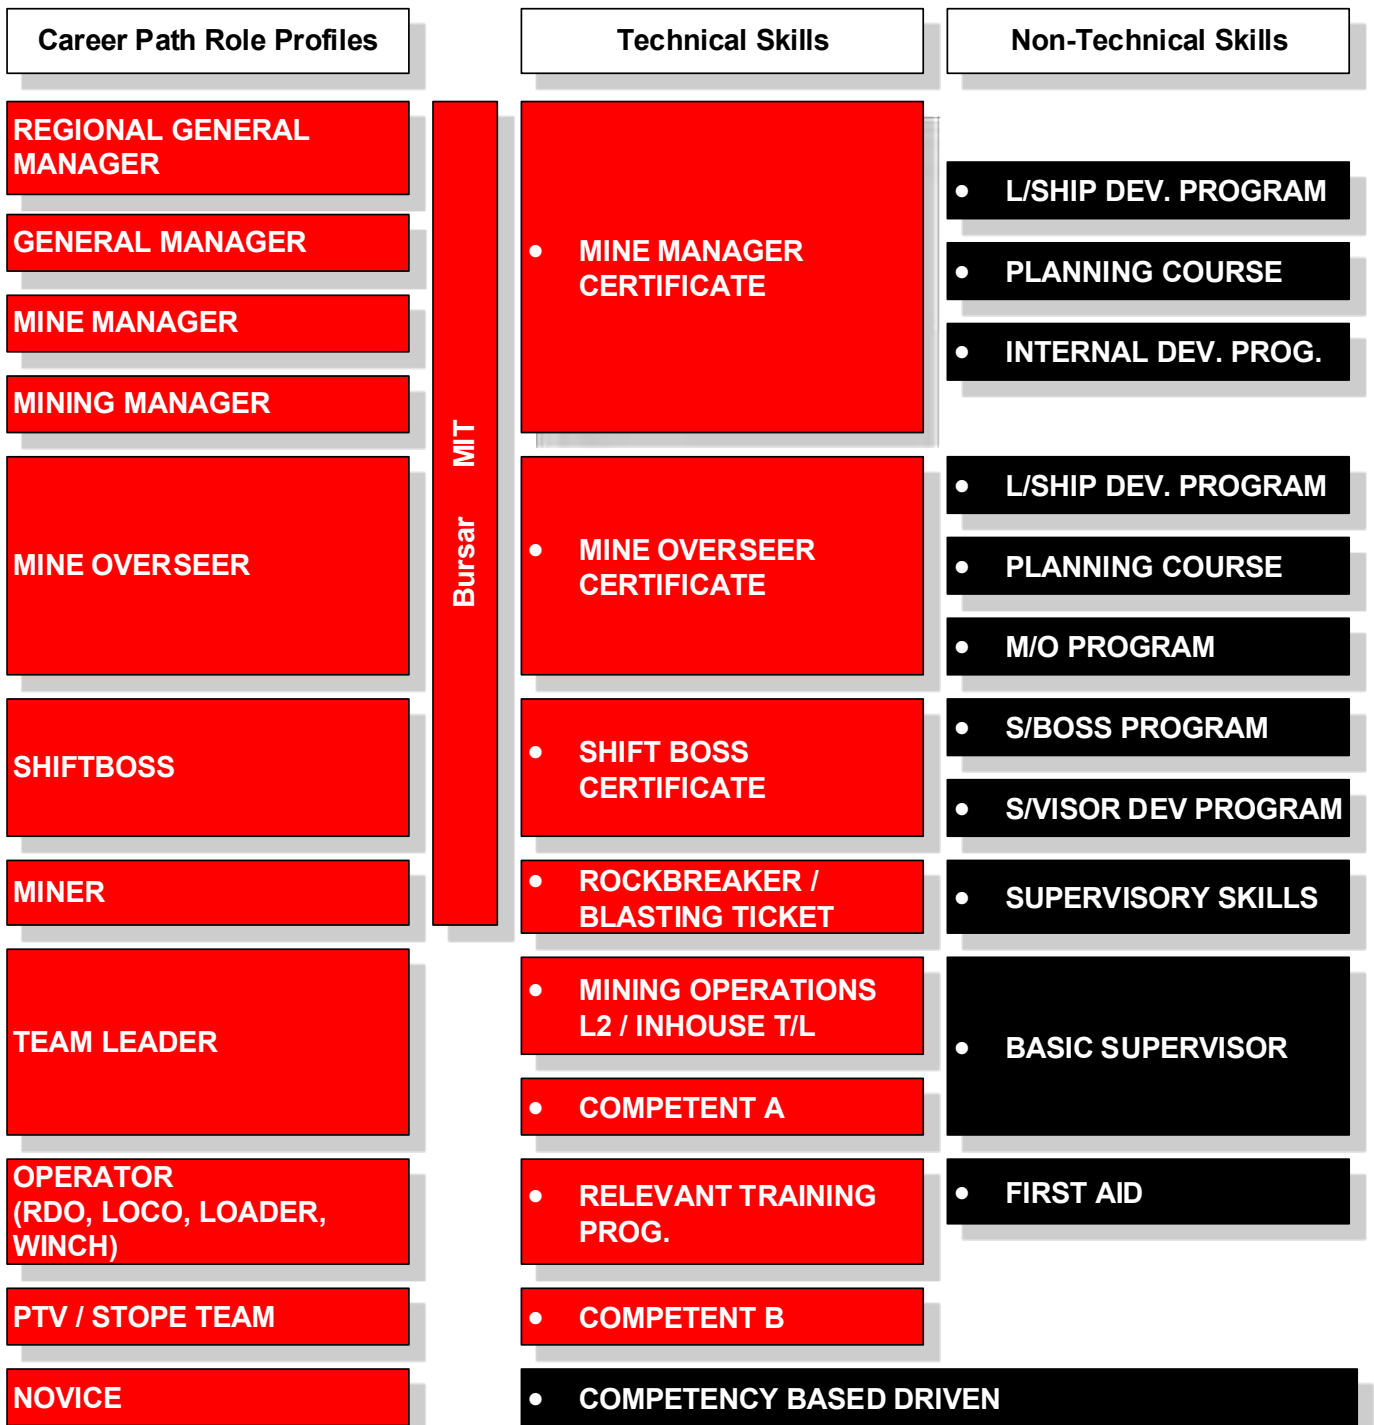 Career Path Role Profiles
Technical Skills
Non-Technical Skills
REGIONAL GENERAL
MANAGER
GENERAL MANAGER
MINE MANAGER
MINING MANAGER
MINE OVERSEER
SHIFTBOSS
MINER
TEAM LEADER
OPERATOR
(RDO, LOCO, LOADER,
WINCH)
PTV / STOPE TEAM
NOVICE
Bursar MIT
• MINE MANAGER
CERTIFICATE
• MINE OVERSEER
CERTIFICATE
• SHIFT BOSS
CERTIFICATE
• ROCKBREAKER /
BLASTING TICKET
• MINING OPERATIONS
L2 / INHOUSE T/L
• COMPETENT A
• RELEVANT TRAINING
PROG.
• COMPETENT B
• COMPETENCY BASED DRIVEN
• L/SHIP DEV. PROGRAM
• PLANNING COURSE
• INTERNAL DEV. PROG.
• L/SHIP DEV. PROGRAM
• PLANNING COURSE
• M/O PROGRAM
• S/BOSS PROGRAM
• S/VISOR DEV PROGRAM
• SUPERVISORY SKILLS
• BASIC SUPERVISOR
• FIRST AID